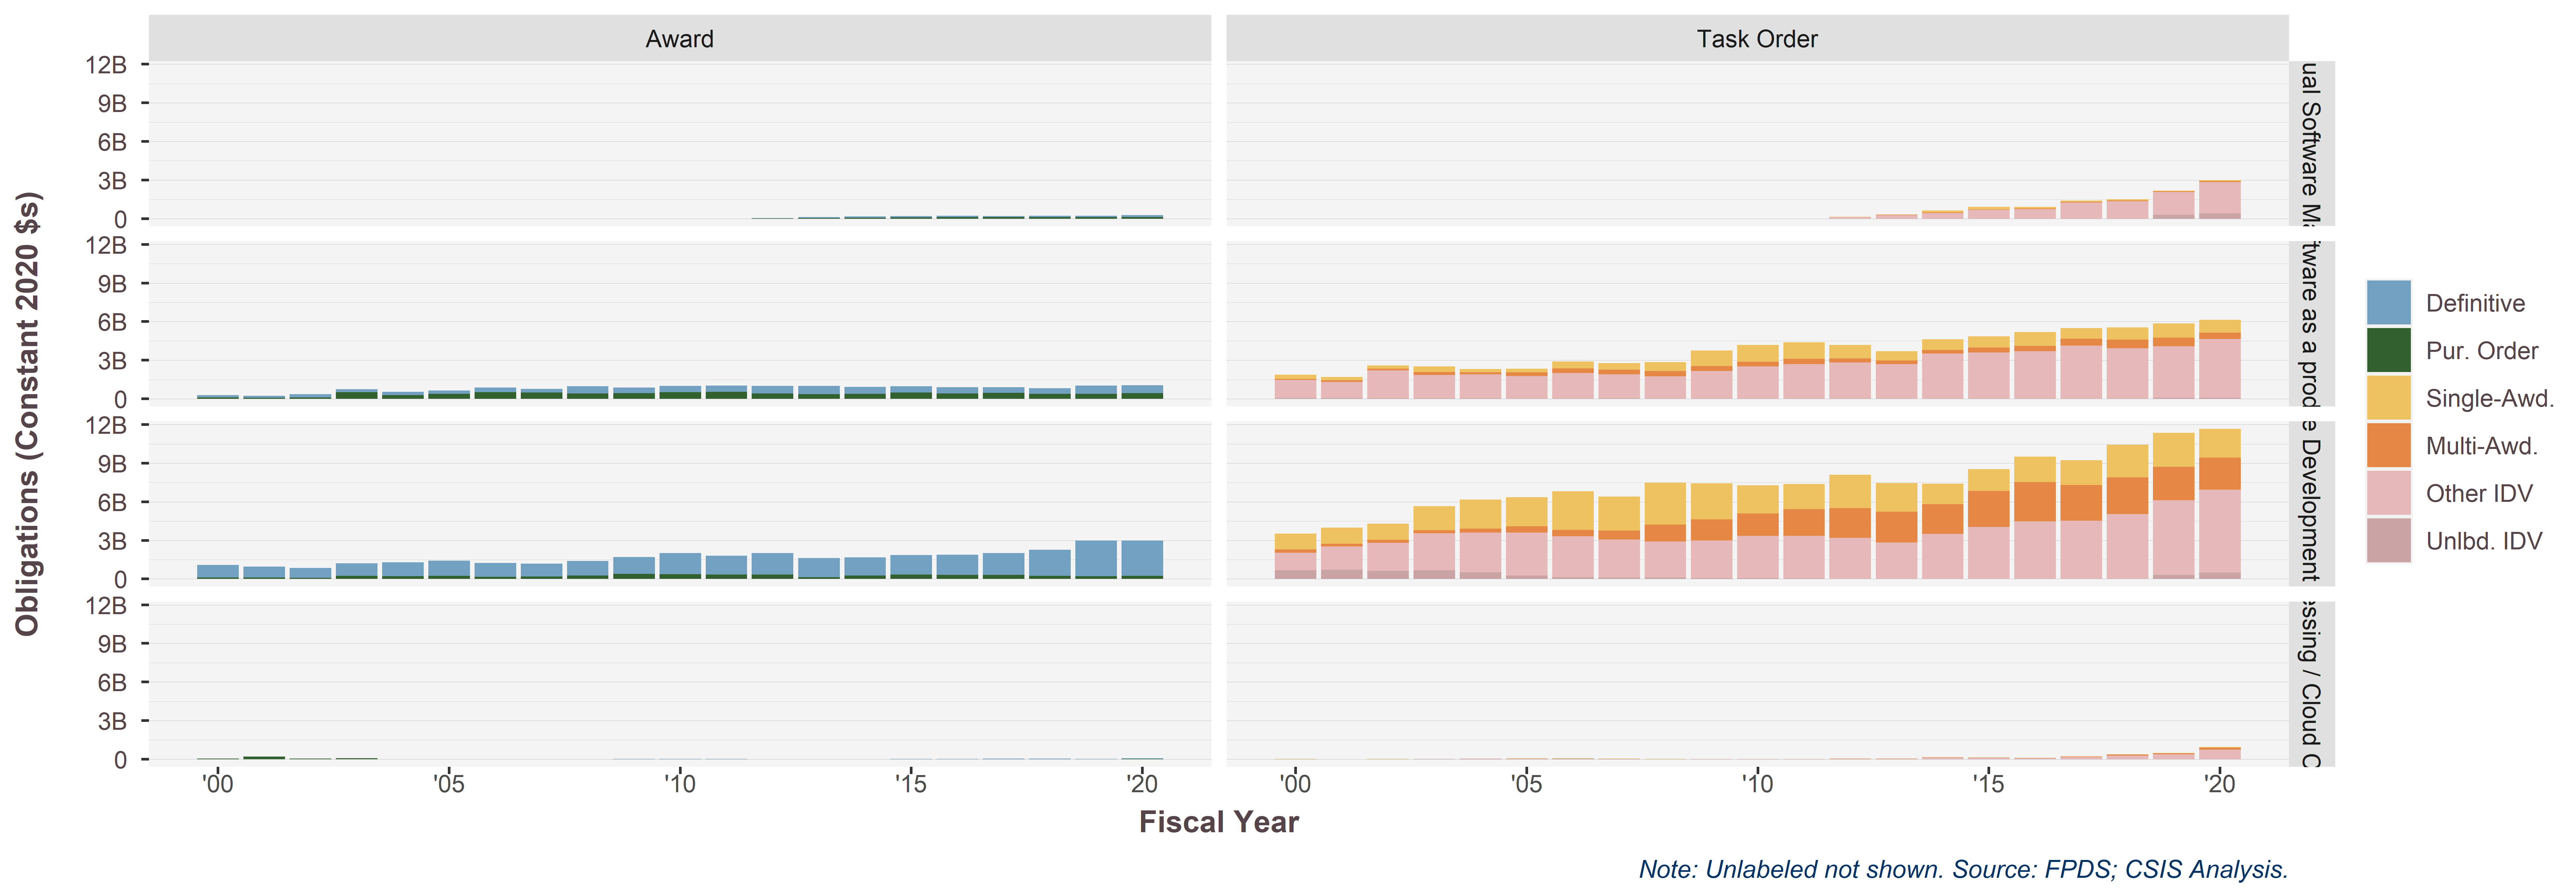 Award
Task Order
12B
9B
6B
3B
0
ual Software Ma
12B
9B
6B
3B
0
tware as a prod
12B
9B
6B
3B
0
e Development
12B
9B
6B
3B
0
essing / Cloud C
'00
'05
'10
'15
'20
'00
'05
'10
'15
'20
Fiscal Year
Obligations (Constant 2020 $s)
Definitive
Pur. Order
Single-Awd.
Multi-Awd.
Other IDV
Unlbd. IDV
Note: Unlabeled not shown. Source: FPDS; CSIS Analysis.